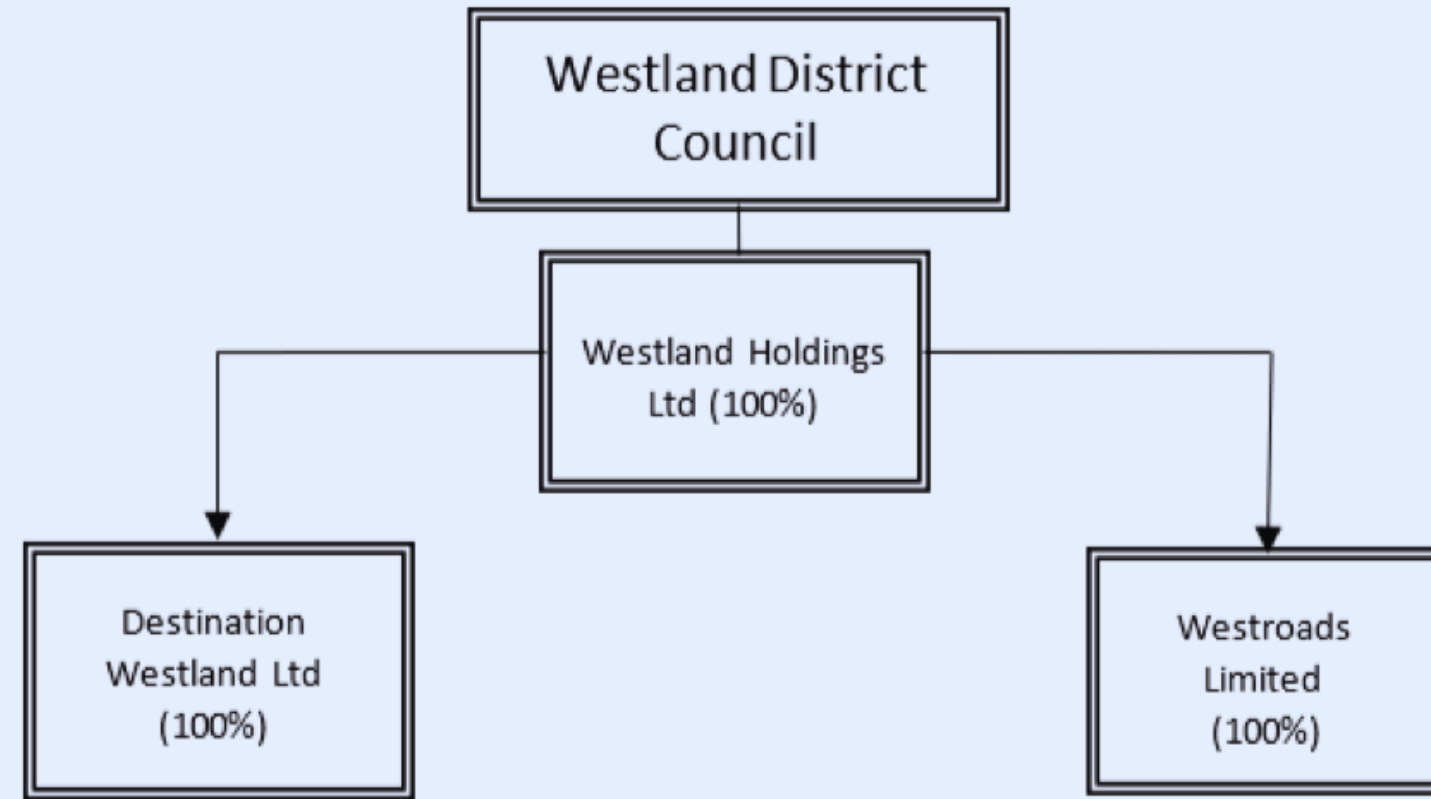 Westland District
Council
Westland Holdings
Ltd (100%)
Destination
Westland Ltd
(100%)
Westroads
Limited
(100%)